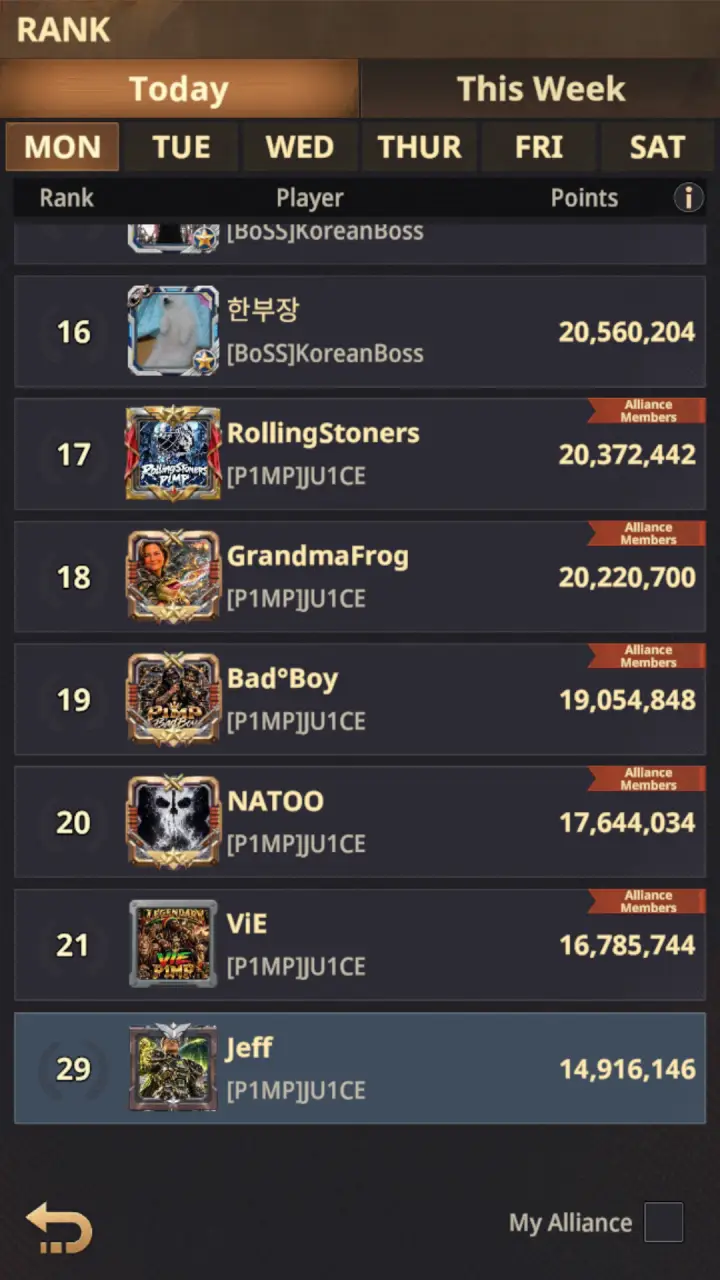 RANK
Today
This Week
MON
TUE
WED
THUR
FRI
SAT
Rank
Player
Points
[BoSS]KoreanBoss
16
한부장
[BoSS]KoreanBoss
20,560,204
Alliance
Members
17
RollingStoners
[P1MP]JU1CE
20,372,442
Alliance
Members
18
GrandmaFrog
[P1MP]JU1CE
20,220,700
Alliance
Members
19
Bad°Boy
[P1MP]JU1CE
19,054,848
Alliance
Members
20
NATOO
[P1MP]JU1CE
17,644,034
Alliance
Members
21
ViE
[P1MP]JU1CE
16,785,744
29
Jeff
[P1MP]JU1CE
14,916,146
My Alliance